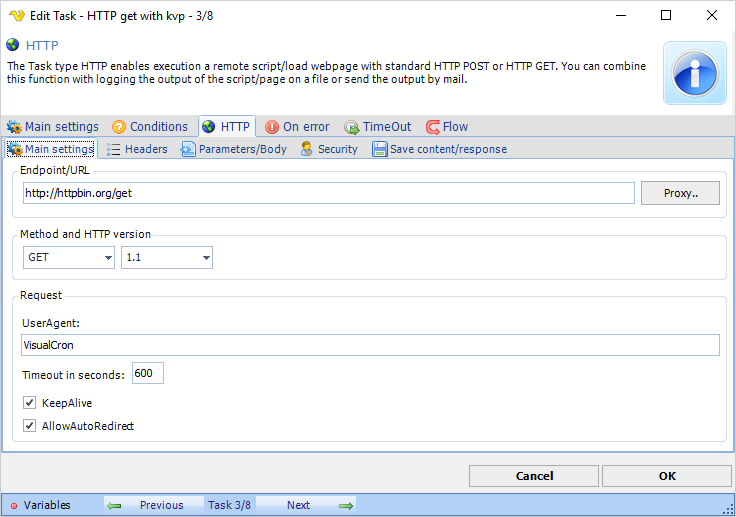 Edit Task - HTTP get with kvp - 3/8
HTTP
The Task type HTTP enables execution a remote script/load webpage with standard HTTP POST or HTTP GET. You can combine
this function with logging the output of the script/page on a file or send the output by mail.
Main settings Conditions HTTP On error TimeOut Flow
Main settings Headers Parameters/Body Security Save content/response
Endpoint/URL
http://httpbin.org/get Proxy..
Method and HTTP version
GET 1.1
Request
UserAgent:
VisualCron
Timeout in seconds: 600
KeepAlive
AllowAutoRedirect
Cancel OK
Variables Previous Task 3/8 Next